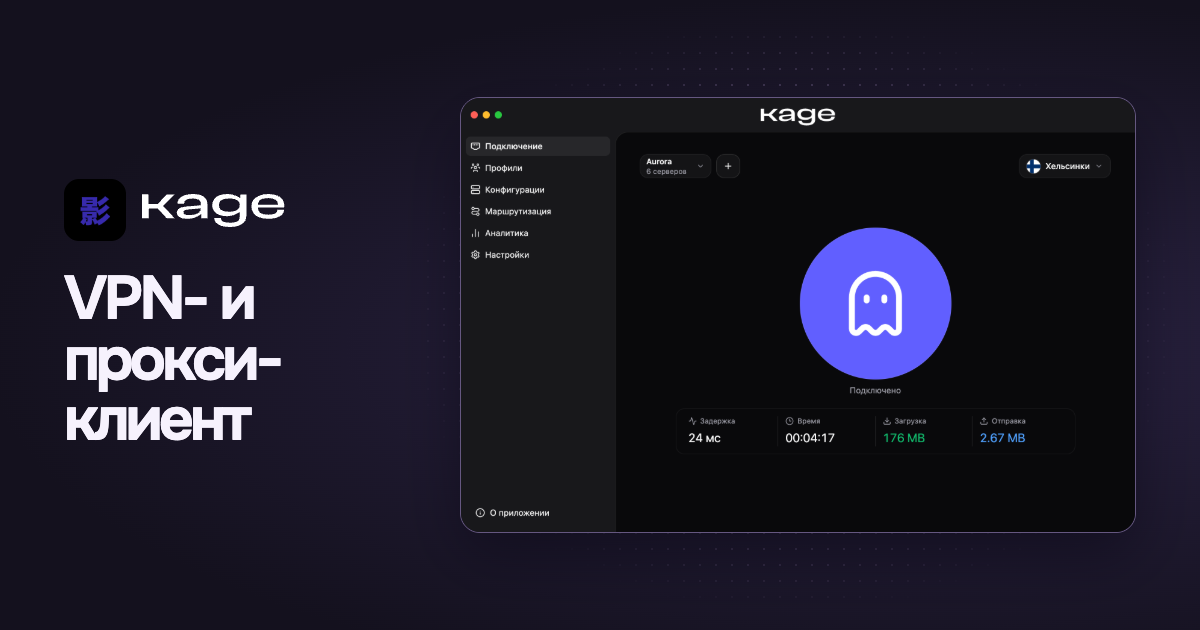 影 kage
VPN- и
прокси-
клиент
kage
Подключение
Профили
Конфигурации
Маршрутизация
Аналитика
Настройки
О приложении
Aurora
6 серверов
+
Хельсинки
Подключено
Задержка
24 мс
Время
00:04:17
Загрузка
176 MB
Отправка
2.67 MB